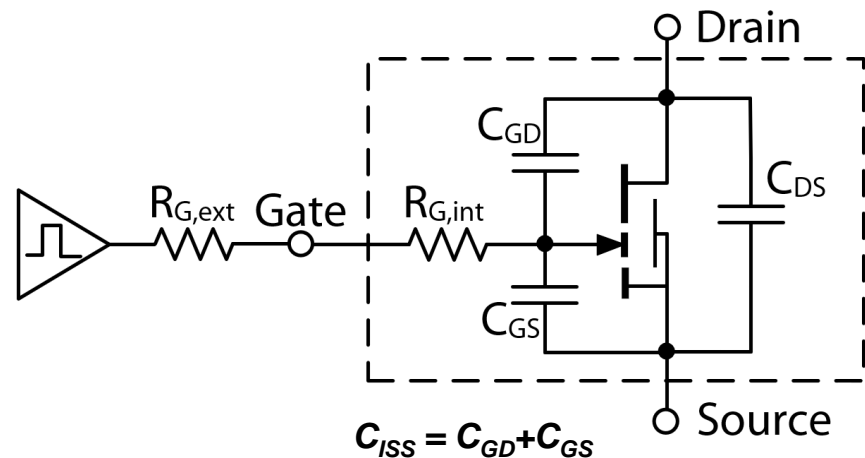 Drain
C_GD
C_DS
R_G,ext
Gate
R_G,int
C_GS
Source
C_ISS = C_GD+C_GS